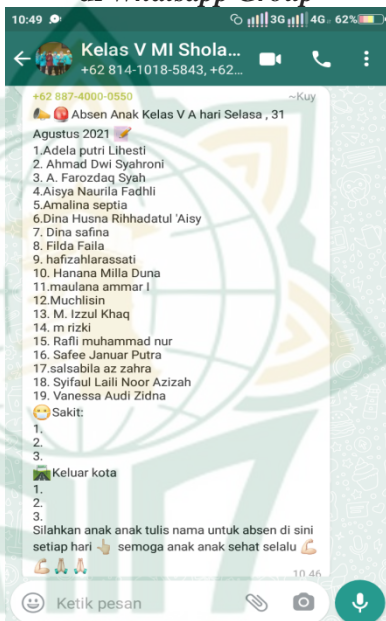 di Whatsapp Group
10:49
3G 4G 62%
Kelas V MI Shola...
+62 814-1018-5843, +62...
+62 887-4000-0550 ~Kuy
Absen Anak Kelas V A hari Selasa , 31
Agustus 2021
1.Adela putri Lihesti
2. Ahmad Dwi Syahroni
3. A. Farozdaq Syah
4.Aisya Naurila Fadhli
5.Amalina septia
6.Dina Husna Rihhadatul 'Aisy
7. Dina safina
8. Filda Faila
9. hafizahlarassati
10. Hanana Milla Duna
11.maulana ammar I
12.Muchlisin
13. M. Izzul Khaq
14. m rizki
15. Rafli muhammad nur
16. Safee Januar Putra
17.salsabila az zahra
18. Syifaul Laili Noor Azizah
19. Vanessa Audi Zidna
Sakit:
1.
2.
3.
Keluar kota
1.
2.
3.
Silahkan anak anak tulis nama untuk absen di sini
setiap hari semoga anak anak sehat selalu
10.46
Ketik pesan